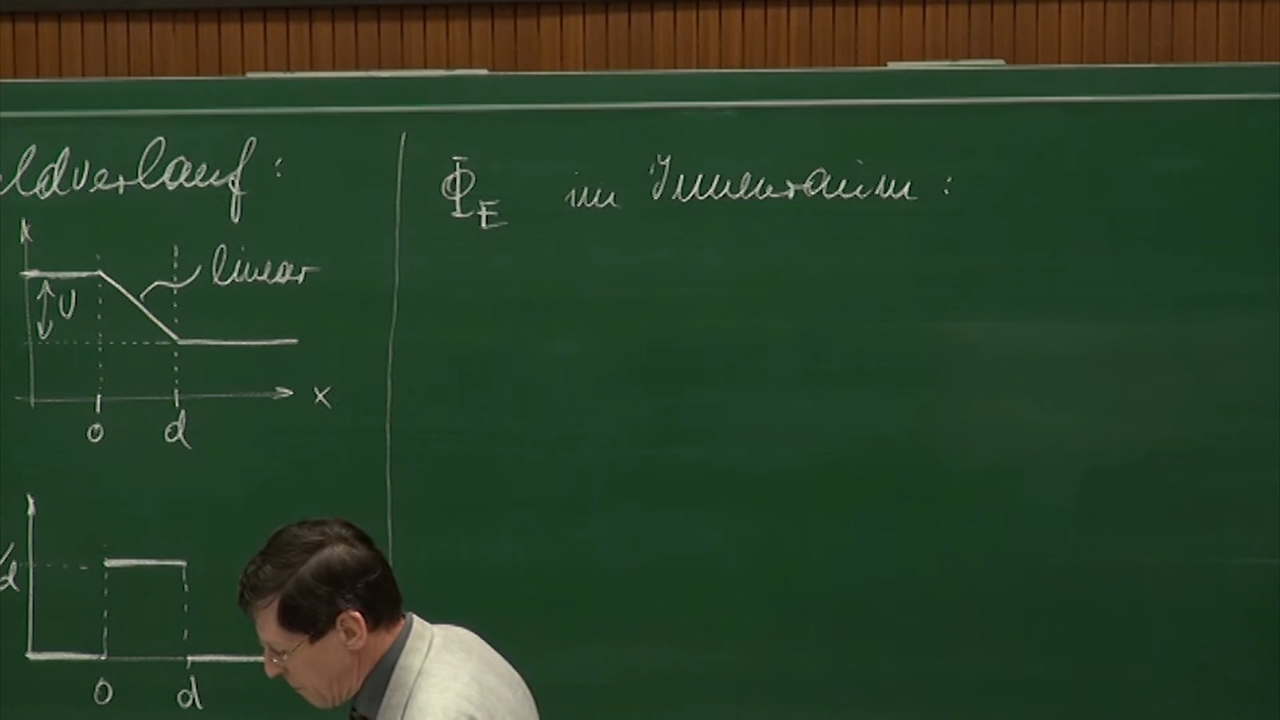 ldverlauf :
linear
U
x
0 d
d
0 d
Φ_E im Innenraum :